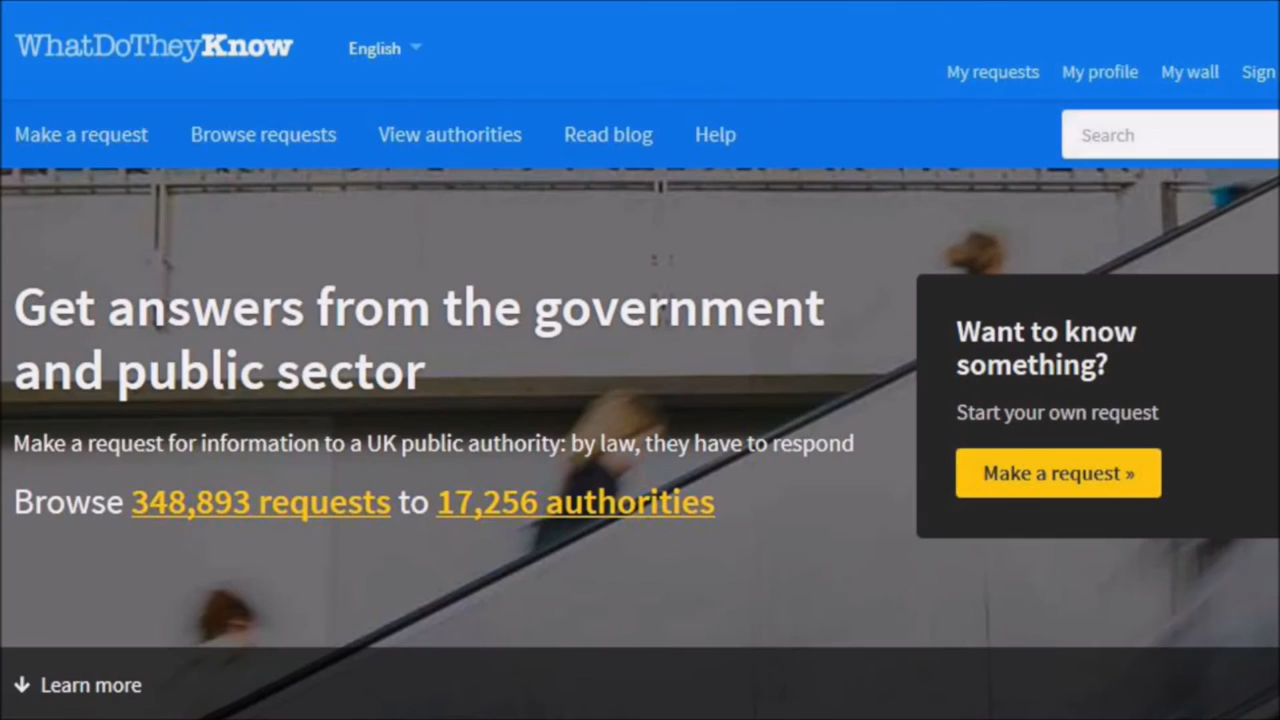 WhatDoTheyKnow
English
My requests My profile My wall Sign
Make a request Browse requests View authorities Read blog Help
Search
Get answers from the government
and public sector
Make a request for information to a UK public authority: by law, they have to respond
Browse 348,893 requests to 17,256 authorities
Want to know
something?
Start your own request
Make a request »
Learn more